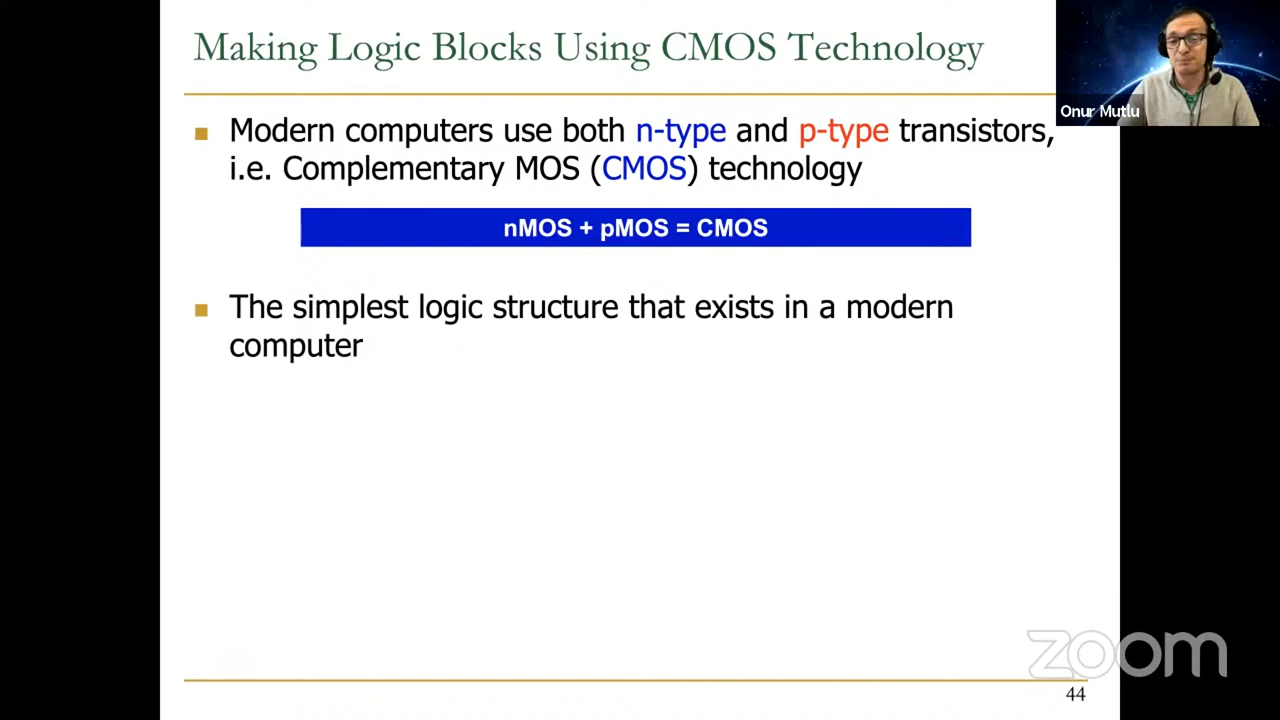 Making Logic Blocks Using CMOS Technology
Onur Mutlu
Modern computers use both n-type and p-type transistors,
i.e. Complementary MOS (CMOS) technology
nMOS + pMOS = CMOS
The simplest logic structure that exists in a modern
computer
zoom
44